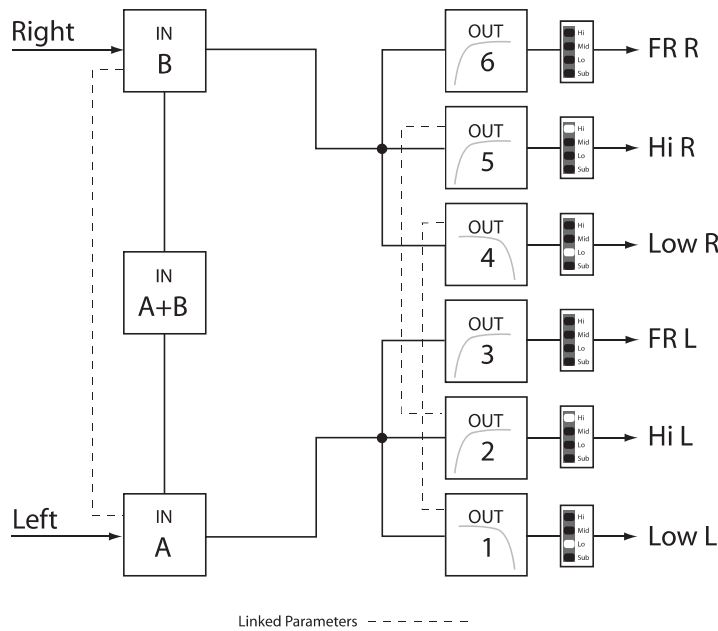 Right
IN
B
OUT
6
Hi
Mid
Lo
Sub
FR R
OUT
5
Hi
Mid
Lo
Sub
Hi R
OUT
4
Hi
Mid
Lo
Sub
Low R
IN
A+B
OUT
3
Hi
Mid
Lo
Sub
FR L
OUT
2
Hi
Mid
Lo
Sub
Hi L
Left
IN
A
OUT
1
Hi
Mid
Lo
Sub
Low L
Linked Parameters